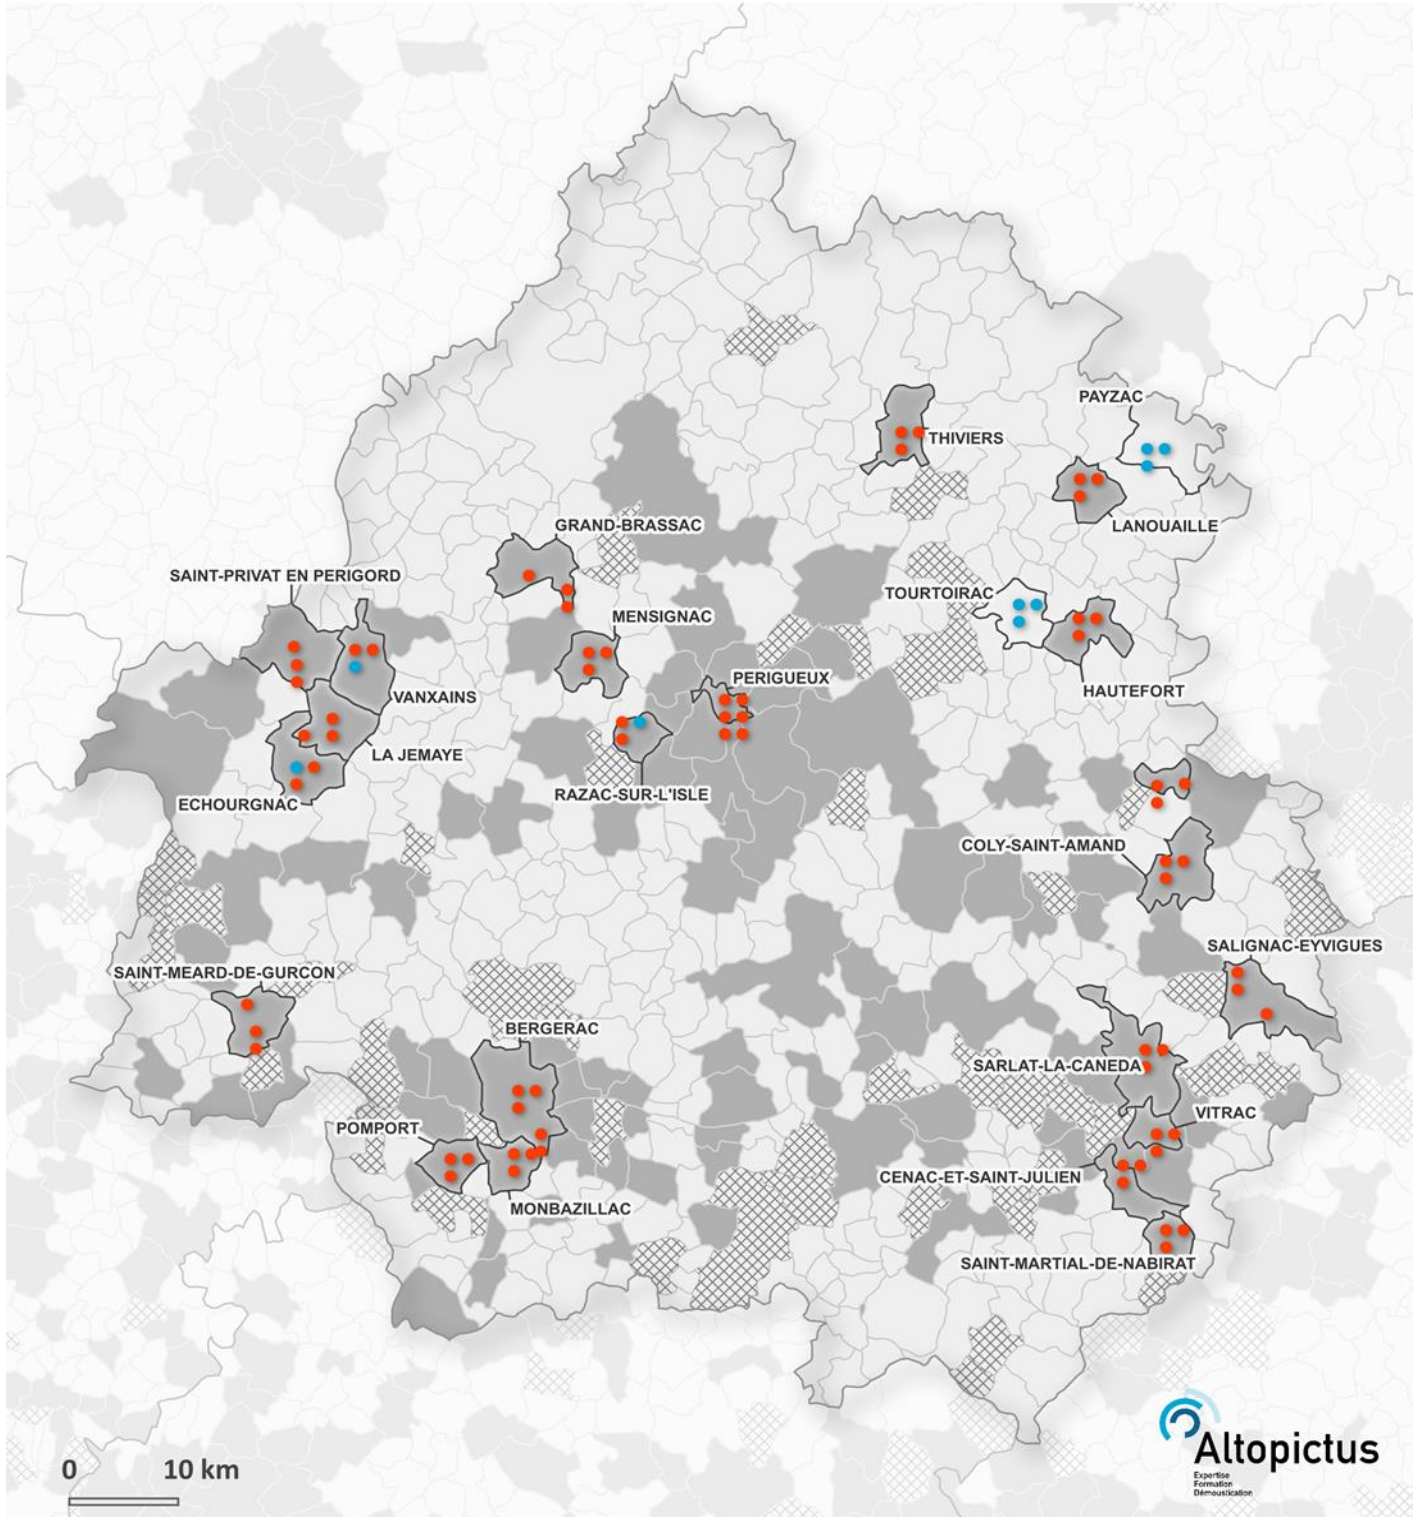 PAYZAC
THIVIERS
LANOUAILLE
GRAND-BRASSAC
SAINT-PRIVAT EN PERIGORD
TOURTOIRAC
MENSIGNAC
PERIGUEUX
HAUTEFORT
VANXAINS
LA JEMAYE
RAZAC-SUR-L'ISLE
ECHOURGNAC
COLY-SAINT-AMAND
SALIGNAC-EYVIGUES
SAINT-MEARD-DE-GURCON
BERGERAC
SARLAT-LA-CANEDA
VITRAC
POMPORT
CENAC-ET-SAINT-JULIEN
MONBAZILLAC
SAINT-MARTIAL-DE-NABIRAT
0 10 km
Altopictus
Expertise
Formation
Démoustication